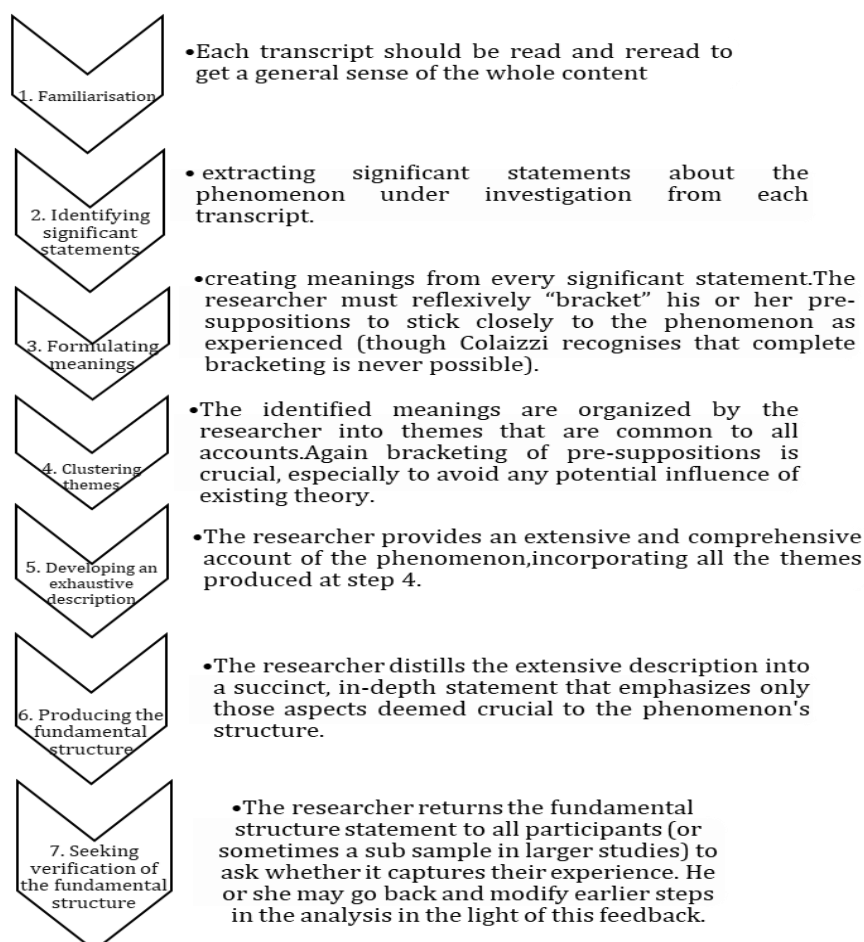 1. Familiarisation
•Each transcript should be read and reread to
get a general sense of the whole content
2. Identifying
significant
statements
• extracting significant statements about the
phenomenon under investigation from each
transcript.
3. Formulating
meanings
•creating meanings from every significant statement.The
researcher must reflexively “bracket” his or her pre-
suppositions to stick closely to the phenomenon as
experienced (though Colaizzi recognises that complete
bracketing is never possible).
4. Clustering
themes
•The identified meanings are organized by the
researcher into themes that are common to all
accounts.Again bracketing of pre-suppositions is
crucial, especially to avoid any potential influence of
existing theory.
5. Developing an
exhaustive
description
•The researcher provides an extensive and comprehensive
account of the phenomenon,incorporating all the themes
produced at step 4.
6. Producing the
fundamental
structure
•The researcher distills the extensive description into
a succinct, in-depth statement that emphasizes only
those aspects deemed crucial to the phenomenon's
structure.
7. Seeking
verification of
the fundamental
structure
•The researcher returns the fundamental
structure statement to all participants (or
sometimes a sub sample in larger studies) to
ask whether it captures their experience. He
or she may go back and modify earlier steps
in the analysis in the light of this feedback.